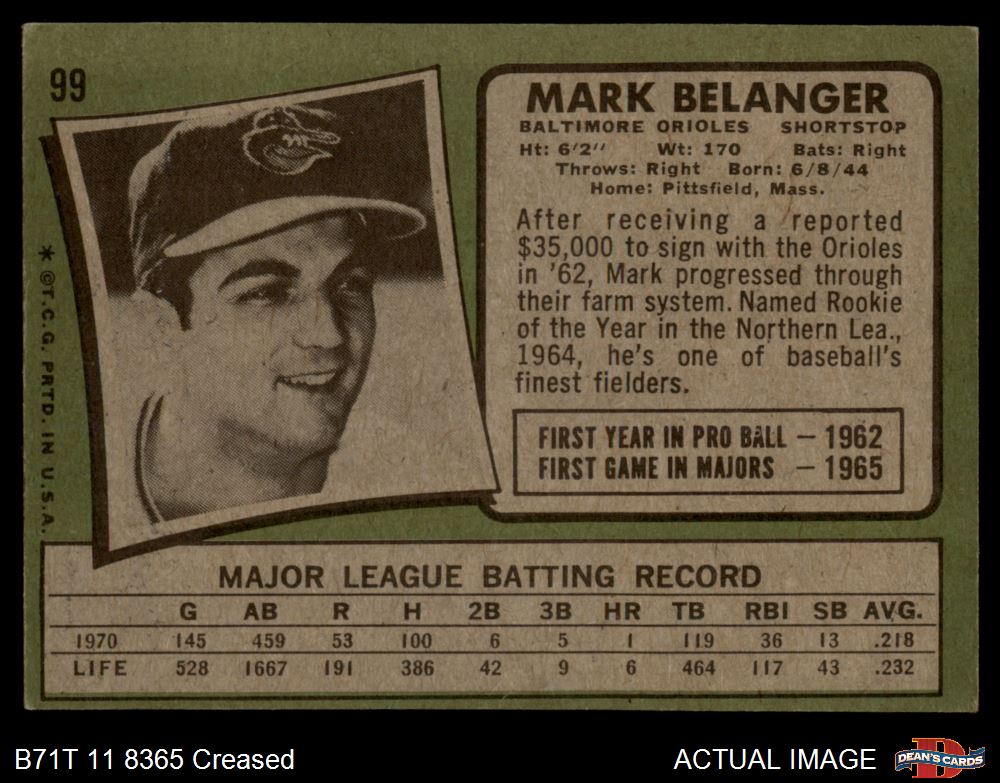 99
MARK BELANGER
BALTIMORE ORIOLES SHORTSTOP
Ht: 6'2" Wt: 170 Bats: Right
Throws: Right Born: 6/8/44
Home: Pittsfield, Mass.
After receiving a reported
$35,000 to sign with the Orioles
in '62, Mark progressed through
their farm system. Named Rookie
of the Year in the Northern Lea.,
1964, he's one of baseball's
finest fielders.
FIRST YEAR IN PRO BALL – 1962
FIRST GAME IN MAJORS – 1965
* ©T.C.G. PRTD. IN U.S.A.
MAJOR LEAGUE BATTING RECORD
G AB R H 2B 3B HR TB RBI SB AVG.
1970 145 459 53 100 6 5 1 119 36 13 .218
LIFE 528 1667 191 386 42 9 6 464 117 43 .232
B71T 11 8365 Creased
ACTUAL IMAGE
D
DEAN'S CARDS